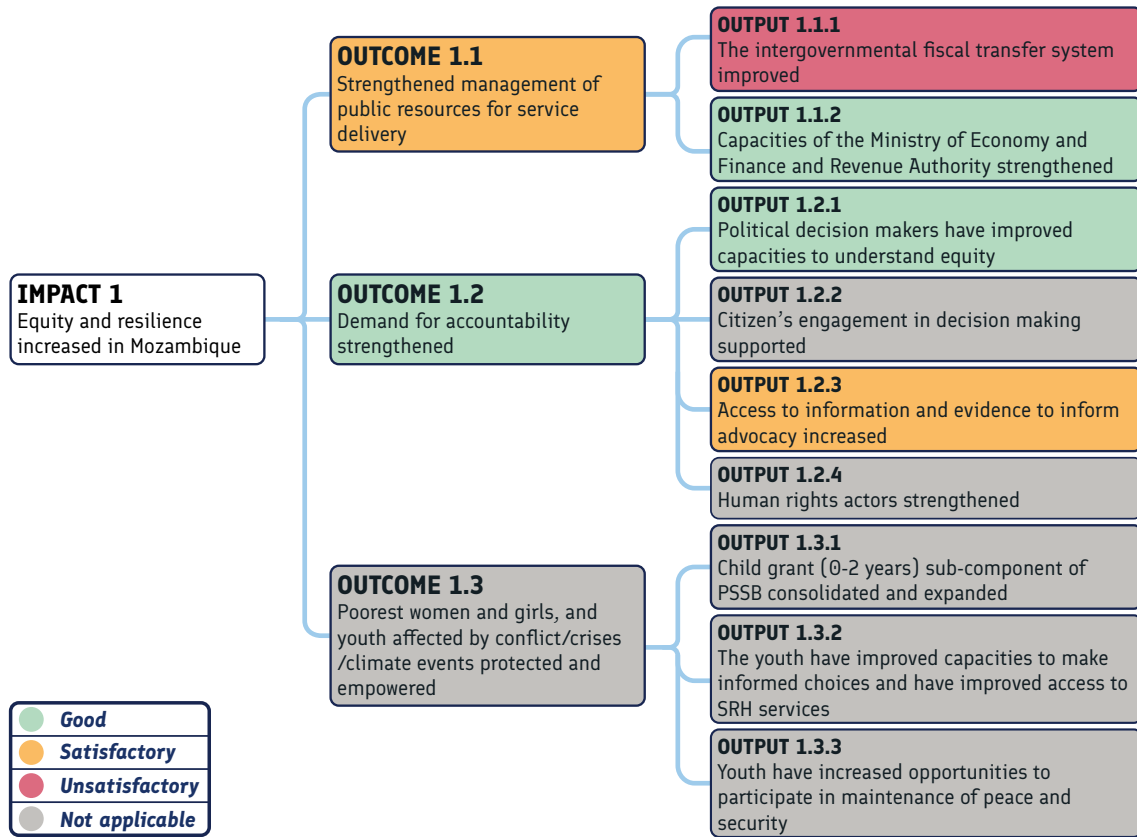 IMPACT 1
Equity and resilience
increased in Mozambique
OUTCOME 1.1
Strengthened management of
public resources for service
delivery
OUTPUT 1.1.1
The intergovernmental fiscal transfer system
improved
OUTPUT 1.1.2
Capacities of the Ministry of Economy and
Finance and Revenue Authority strengthened
OUTCOME 1.2
Demand for accountability
strengthened
OUTPUT 1.2.1
Political decision makers have improved
capacities to understand equity
OUTPUT 1.2.2
Citizen's engagement in decision making
supported
OUTPUT 1.2.3
Access to information and evidence to inform
advocacy increased
OUTPUT 1.2.4
Human rights actors strengthened
OUTCOME 1.3
Poorest women and girls, and
youth affected by conflict/crises
/climate events protected and
empowered
OUTPUT 1.3.1
Child grant (0-2 years) sub-component of
PSSB consolidated and expanded
OUTPUT 1.3.2
The youth have improved capacities to make
informed choices and have improved access to
SRH services
OUTPUT 1.3.3
Youth have increased opportunities to
participate in maintenance of peace and
security
Good
Satisfactory
Unsatisfactory
Not applicable